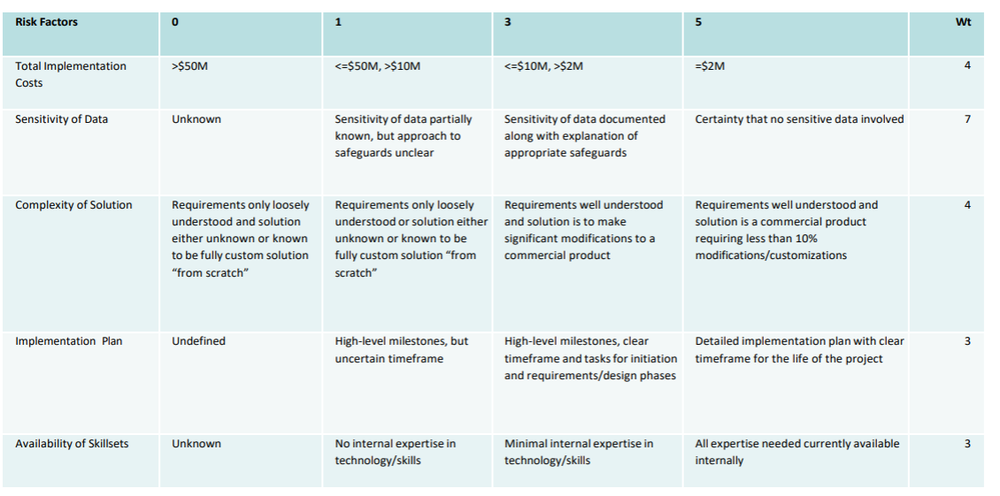 Risk Factors 0 1 3 5 Wt
Total Implementation
Costs
>$50M
<=$50M, >$10M
<=$10M, >$2M
=$2M
4
Sensitivity of Data
Unknown
Sensitivity of data partially
known, but approach to
safeguards unclear
Sensitivity of data documented
along with explanation of
appropriate safeguards
Certainty that no sensitive data involved
7
Complexity of Solution
Requirements only loosely
understood and solution
either unknown or known
to be fully custom solution
“from scratch”
Requirements only loosely
understood or solution either
unknown or known to be
fully custom solution “from
scratch”
Requirements well understood
and solution is to make
significant modifications to a
commercial product
Requirements well understood and
solution is a commercial product
requiring less than 10%
modifications/customizations
4
Implementation Plan
Undefined
High-level milestones, but
uncertain timeframe
High-level milestones, clear
timeframe and tasks for initiation
and requirements/design phases
Detailed implementation plan with clear
timeframe for the life of the project
3
Availability of Skillsets
Unknown
No internal expertise in
technology/skills
Minimal internal expertise in
technology/skills
All expertise needed currently available
internally
3